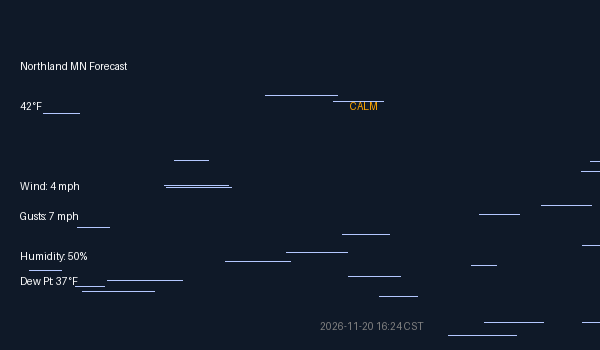 Northland MN Forecast
42°F
CALM
Wind: 4 mph
Gusts: 7 mph
Humidity: 50%
Dew Pt: 37°F
2026-11-20 16:24 CST